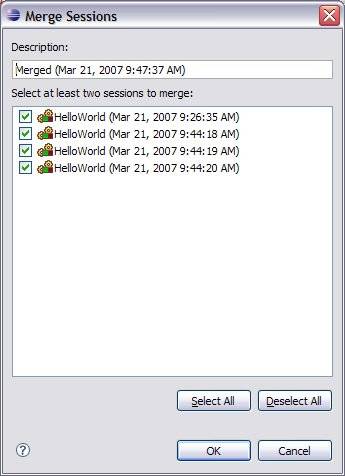 Merge Sessions
Description:
Merged (Mar 21, 2007 9:47:37 AM)
Select at least two sessions to merge:
HelloWorld (Mar 21, 2007 9:26:35 AM)
HelloWorld (Mar 21, 2007 9:44:18 AM)
HelloWorld (Mar 21, 2007 9:44:19 AM)
HelloWorld (Mar 21, 2007 9:44:20 AM)
Select All Deselect All
? OK Cancel